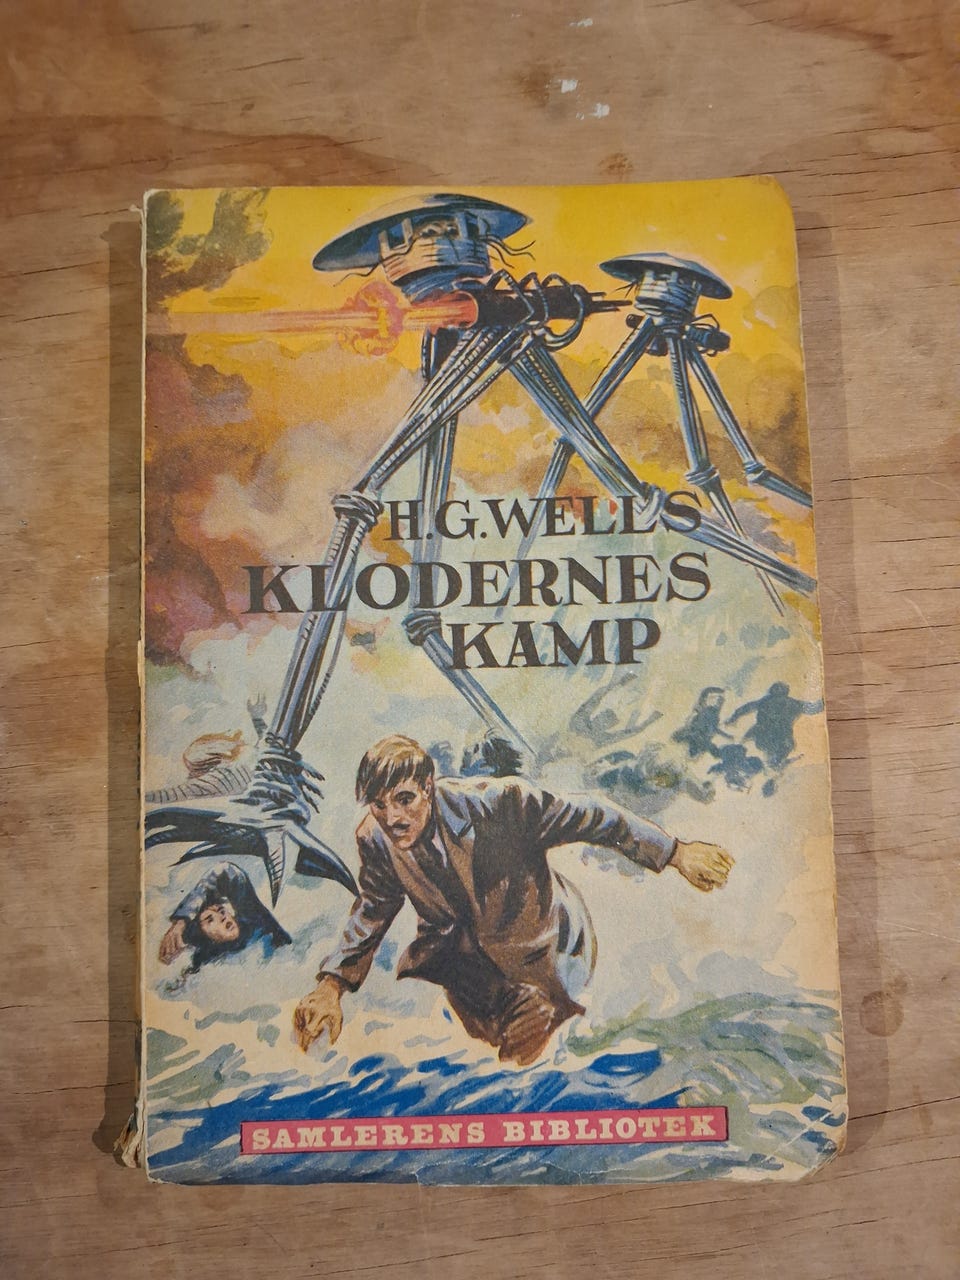 H.G.WELLS
KLODERNES
KAMP
SAMLERENS BIBLIOTEK